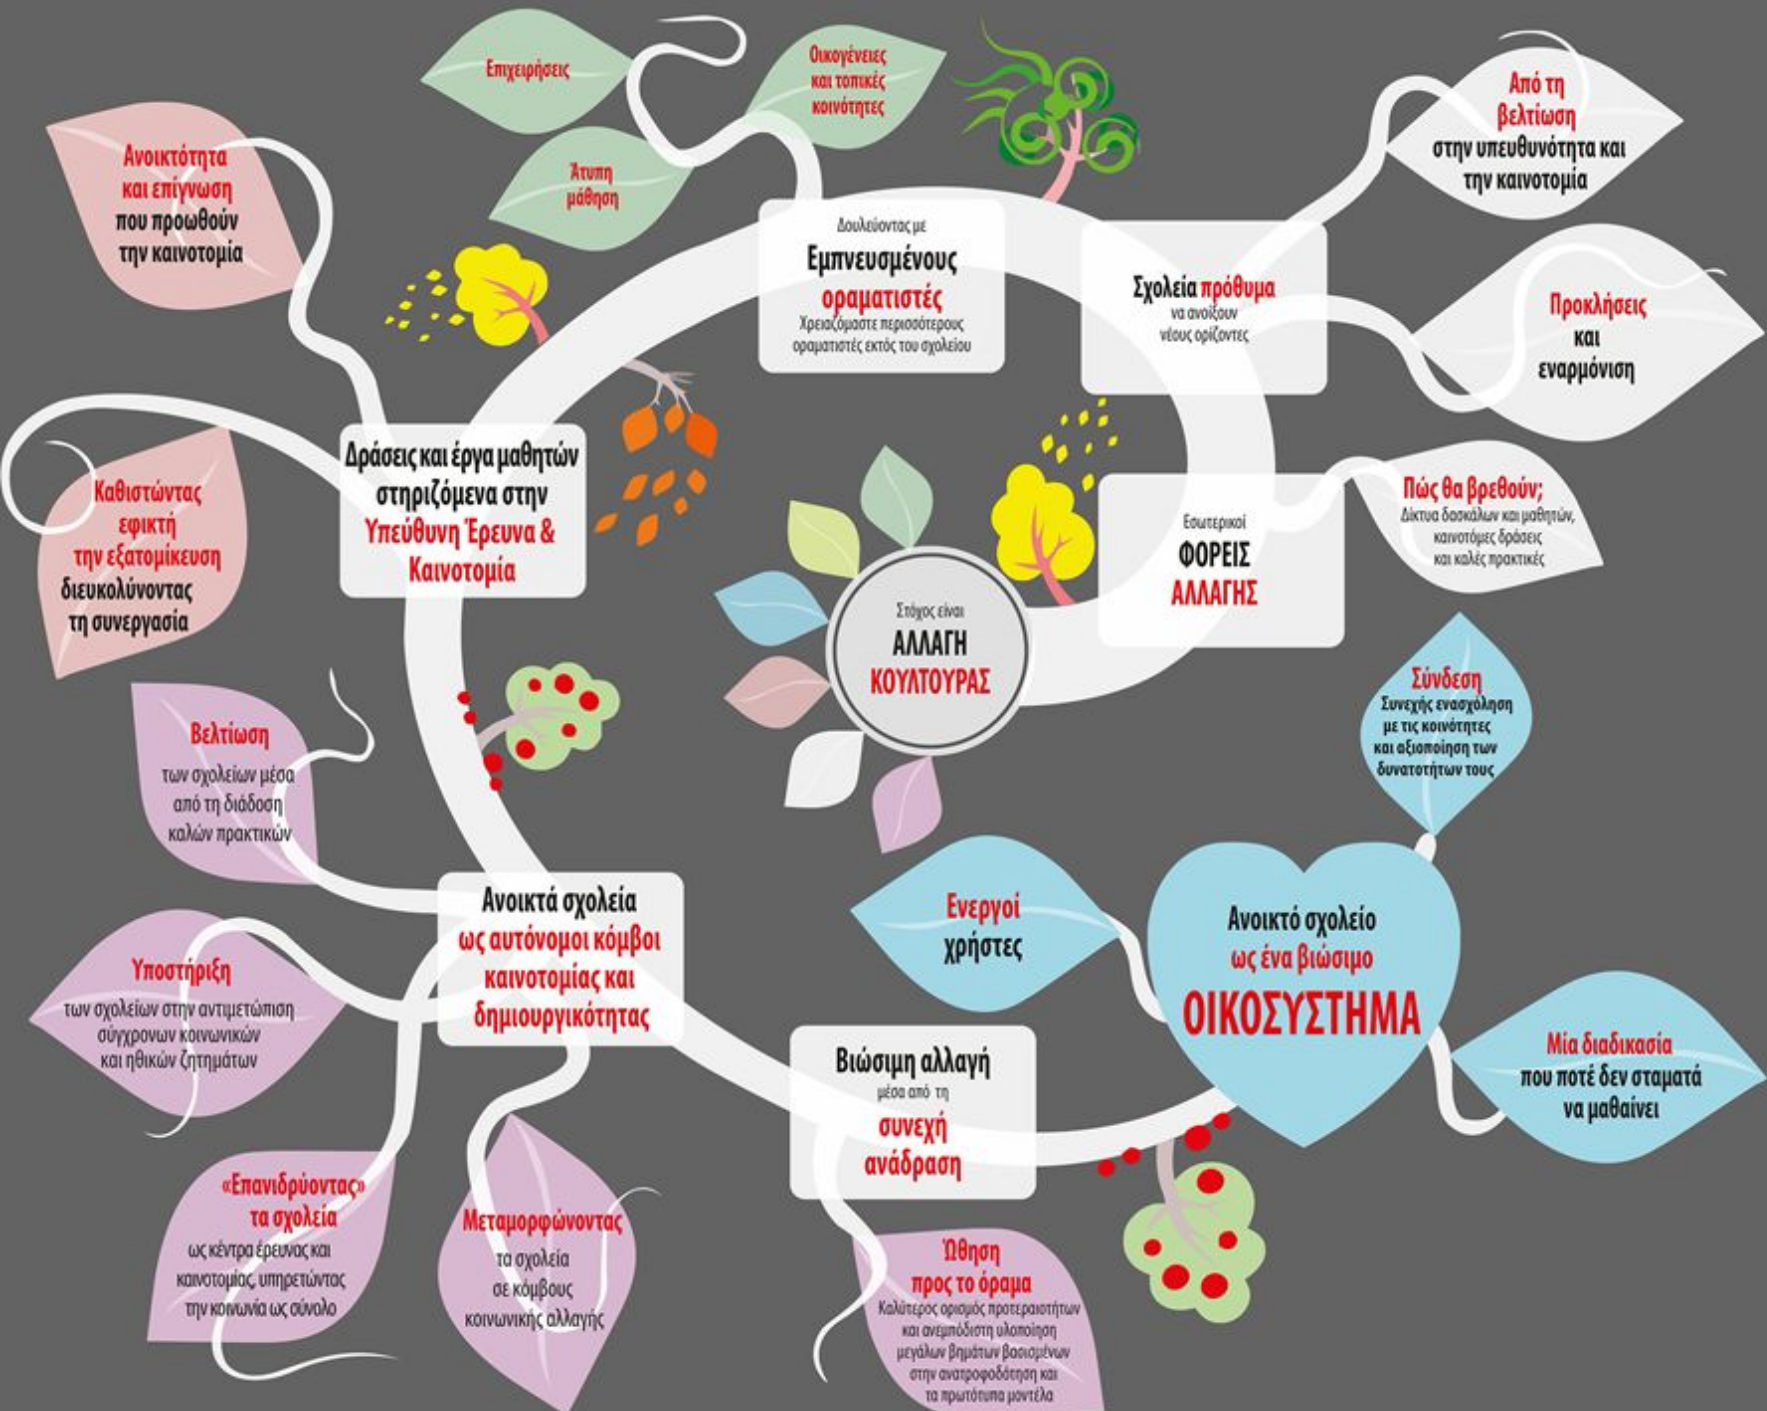 Επιχειρήσεις
Οικογένειες
και τοπικές
κοινότητες
Άτυπη
μάθηση
Ανοικτότητα
και επίγνωση
που προωθούν
την καινοτομία
Από τη
βελτίωση
στην υπευθυνότητα και
την καινοτομία
Δουλεύοντας με
Εμπνευσμένους
οραματιστές
Χρειαζόμαστε περισσότερους
οραματιστές εκτός του σχολείου
Σχολεία πρόθυμα
να ανοίξουν
νέους ορίζοντες
Προκλήσεις
και
εναρμόνιση
Δράσεις και έργα μαθητών
στηριζόμενα στην
Υπεύθυνη Έρευνα &
Καινοτομία
Καθιστώντας
εφικτή
την εξατομίκευση
διευκολύνοντας
τη συνεργασία
Πώς θα βρεθούν;
Δίκτυα δασκάλων και μαθητών,
καινοτόμες δράσεις
και καλές πρακτικές
Εσωτερικοί
ΦΟΡΕΙΣ
ΑΛΛΑΓΗΣ
Στόχος είναι
ΑΛΛΑΓΗ
ΚΟΥΛΤΟΥΡΑΣ
Σύνδεση
Συνεχής ενασχόληση
με τις κοινότητες
και αξιοποίηση των
δυνατοτήτων τους
Βελτίωση
των σχολείων μέσα
από τη διάδοση
καλών πρακτικών
Ανοικτά σχολεία
ως αυτόνομοι κόμβοι
καινοτομίας και
δημιουργικότητας
Ενεργοί
χρήστες
Ανοικτό σχολείο
ως ένα βιώσιμο
ΟΙΚΟΣΥΣΤΗΜΑ
Υποστήριξη
των σχολείων στην αντιμετώπιση
σύγχρονων κοινωνικών
και ηθικών ζητημάτων
Βιώσιμη αλλαγή
μέσα από τη
συνεχή
ανάδραση
Μία διαδικασία
που ποτέ δεν σταματά
να μαθαίνει
«Επανιδρύοντας»
τα σχολεία
ως κέντρα έρευνας και
καινοτομίας, υπηρετώντας
την κοινωνία ως σύνολο
Μεταμορφώνοντας
τα σχολεία
σε κόμβους
κοινωνικής αλλαγής
Ώθηση
προς το όραμα
Καλύτερος ορισμός προτεραιοτήτων
και ανεμπόδιστη υλοποίηση
μεγάλων βημάτων βασισμένων
στην ανατροφοδότηση και
τα πρωτότυπα μοντέλα